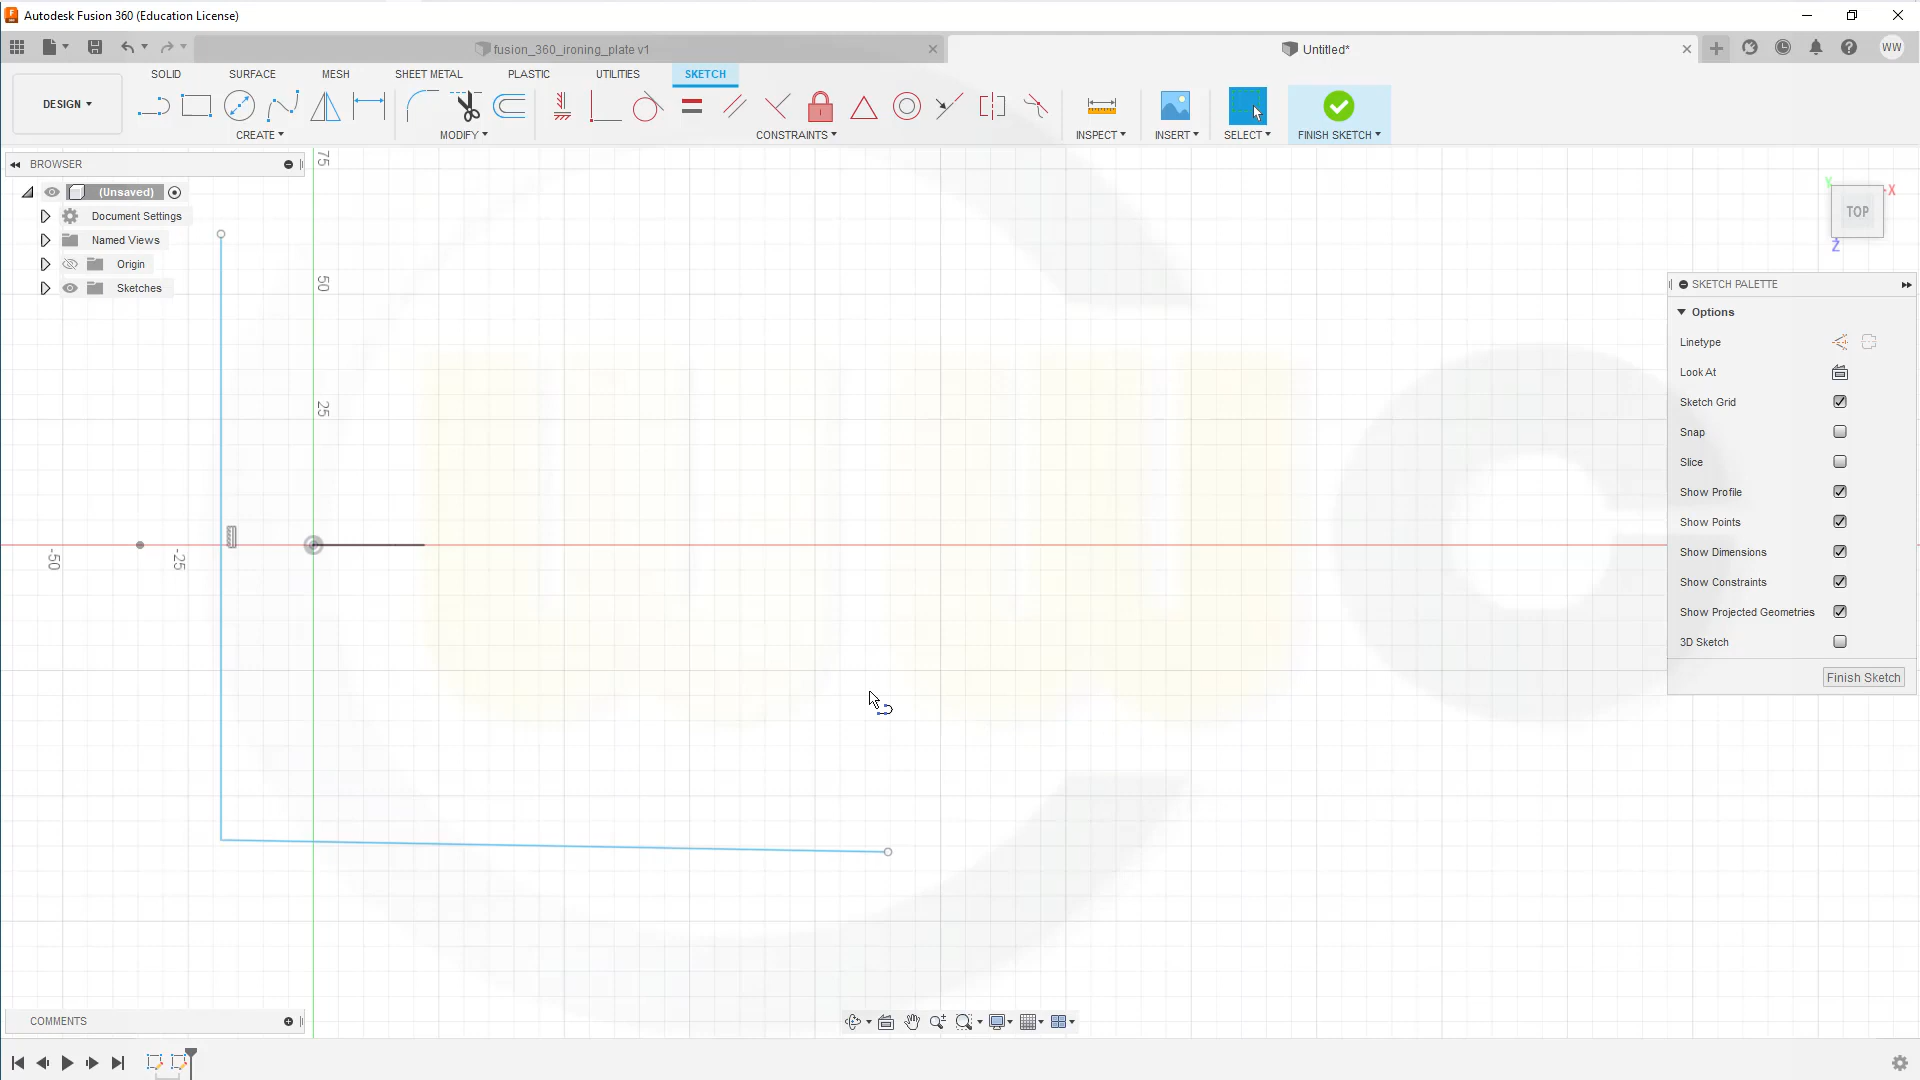 Autodesk Fusion 360 (Education License)
fusion_360_ironing_plate v1
Untitled*
WW
DESIGN
SOLID
SURFACE
MESH
SHEET METAL
PLASTIC
UTILITIES
SKETCH
CREATE
MODIFY
CONSTRAINTS
INSPECT
INSERT
SELECT
FINISH SKETCH
BROWSER
(Unsaved)
Document Settings
Named Views
Origin
Sketches
75
50
25
-50
-25
Y
X
TOP
Z
SKETCH PALETTE
Options
Linetype
Look At
Sketch Grid
Snap
Slice
Show Profile
Show Points
Show Dimensions
Show Constraints
Show Projected Geometries
3D Sketch
Finish Sketch
COMMENTS